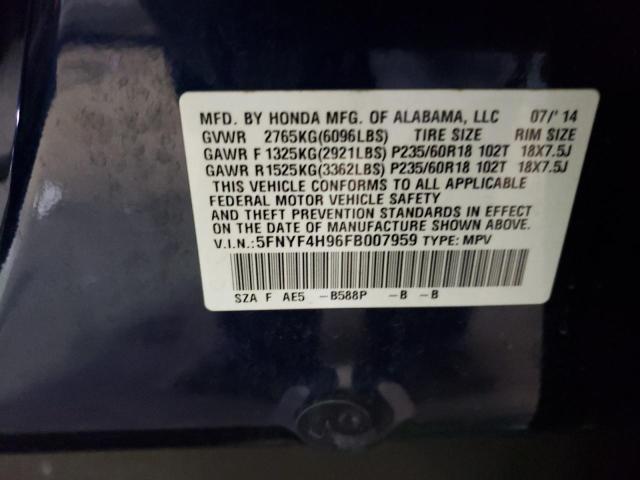 MFD. BY HONDA MFG. OF ALABAMA, LLC 07/'14
GVWR 2765KG(6096LBS) TIRE SIZE RIM SIZE
GAWR F 1325KG(2921LBS) P235/60R18 102T 18X7.5J
GAWR R 1525KG(3362LBS) P235/60R18 102T 18X7.5J
THIS VEHICLE CONFORMS TO ALL APPLICABLE
FEDERAL MOTOR VEHICLE SAFETY
AND THEFT PREVENTION STANDARDS IN EFFECT
ON THE DATE OF MANUFACTURE SHOWN ABOVE.
V.I.N.:5FNYF4H96FB007959 TYPE: MPV
SZA F AE5 -B588P -B -B